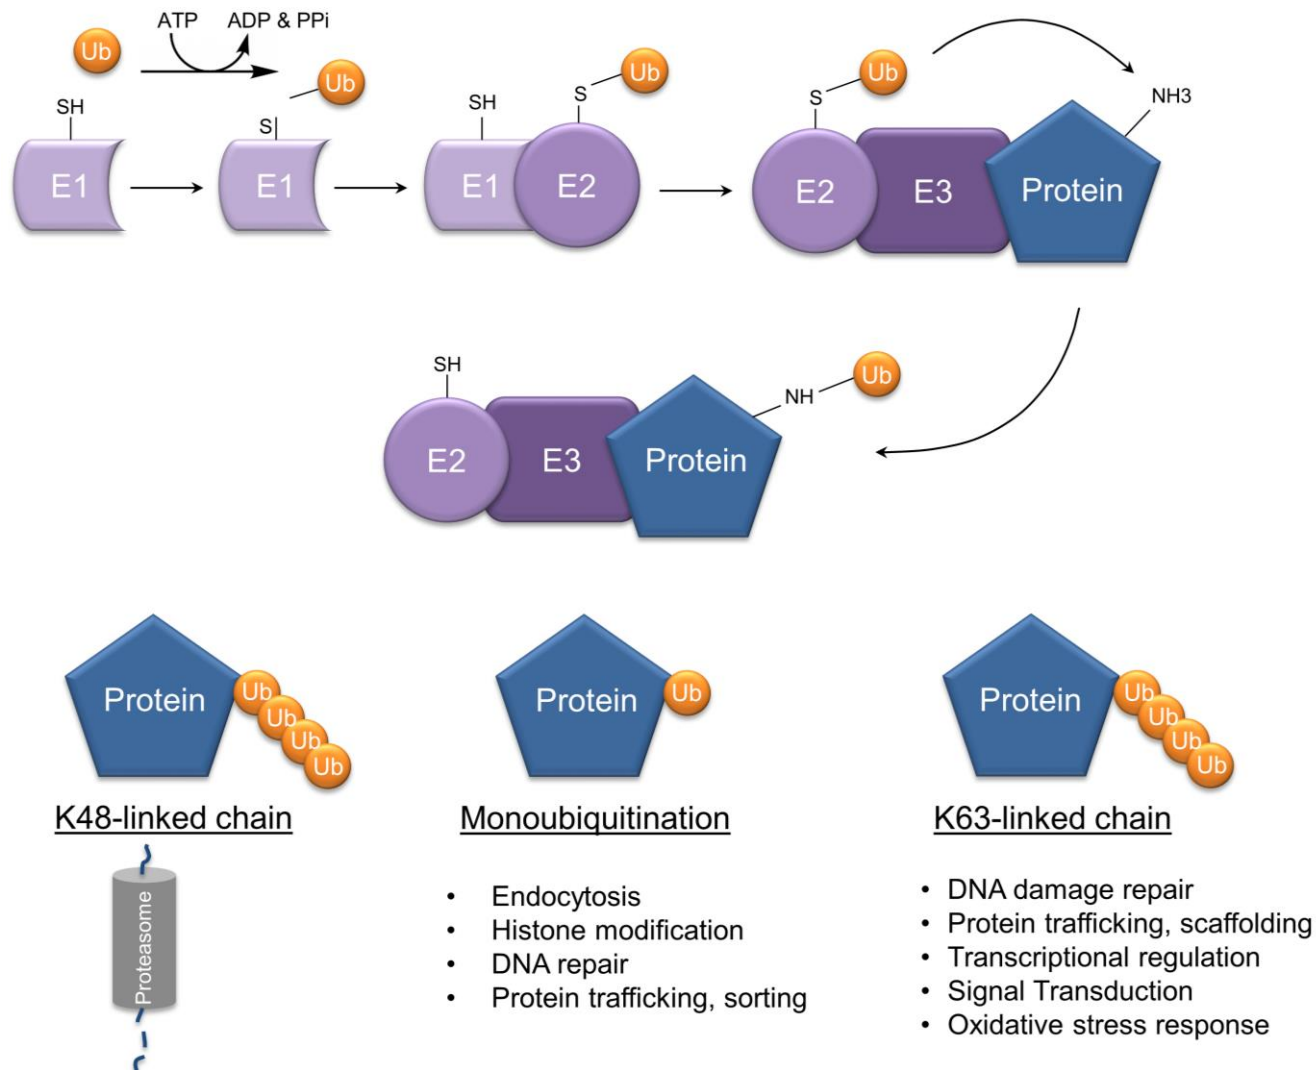 ATP
ADP & PPi
Ub
Ub
SH
E1
S
E1
SH
S
Ub
E1
E2
S
Ub
NH3
E2
E3
Protein
SH
NH
Ub
E2
E3
Protein
Protein
Ub
Ub
Ub
Ub
K48-linked chain
Proteasome
Protein
Ub
Monoubiquitination
• Endocytosis
• Histone modification
• DNA repair
• Protein trafficking, sorting
Protein
Ub
Ub
Ub
Ub
K63-linked chain
• DNA damage repair
• Protein trafficking, scaffolding
• Transcriptional regulation
• Signal Transduction
• Oxidative stress response